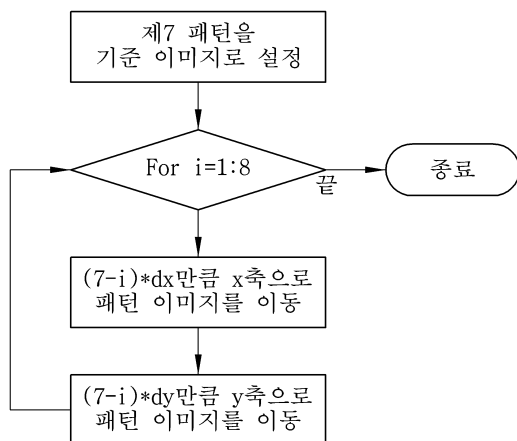 제7 패턴을
기준 이미지로 설정
For i=1:8
끝
종료
(7-i)*dx만큼 x축으로
패턴 이미지를 이동
(7-i)*dy만큼 y축으로
패턴 이미지를 이동